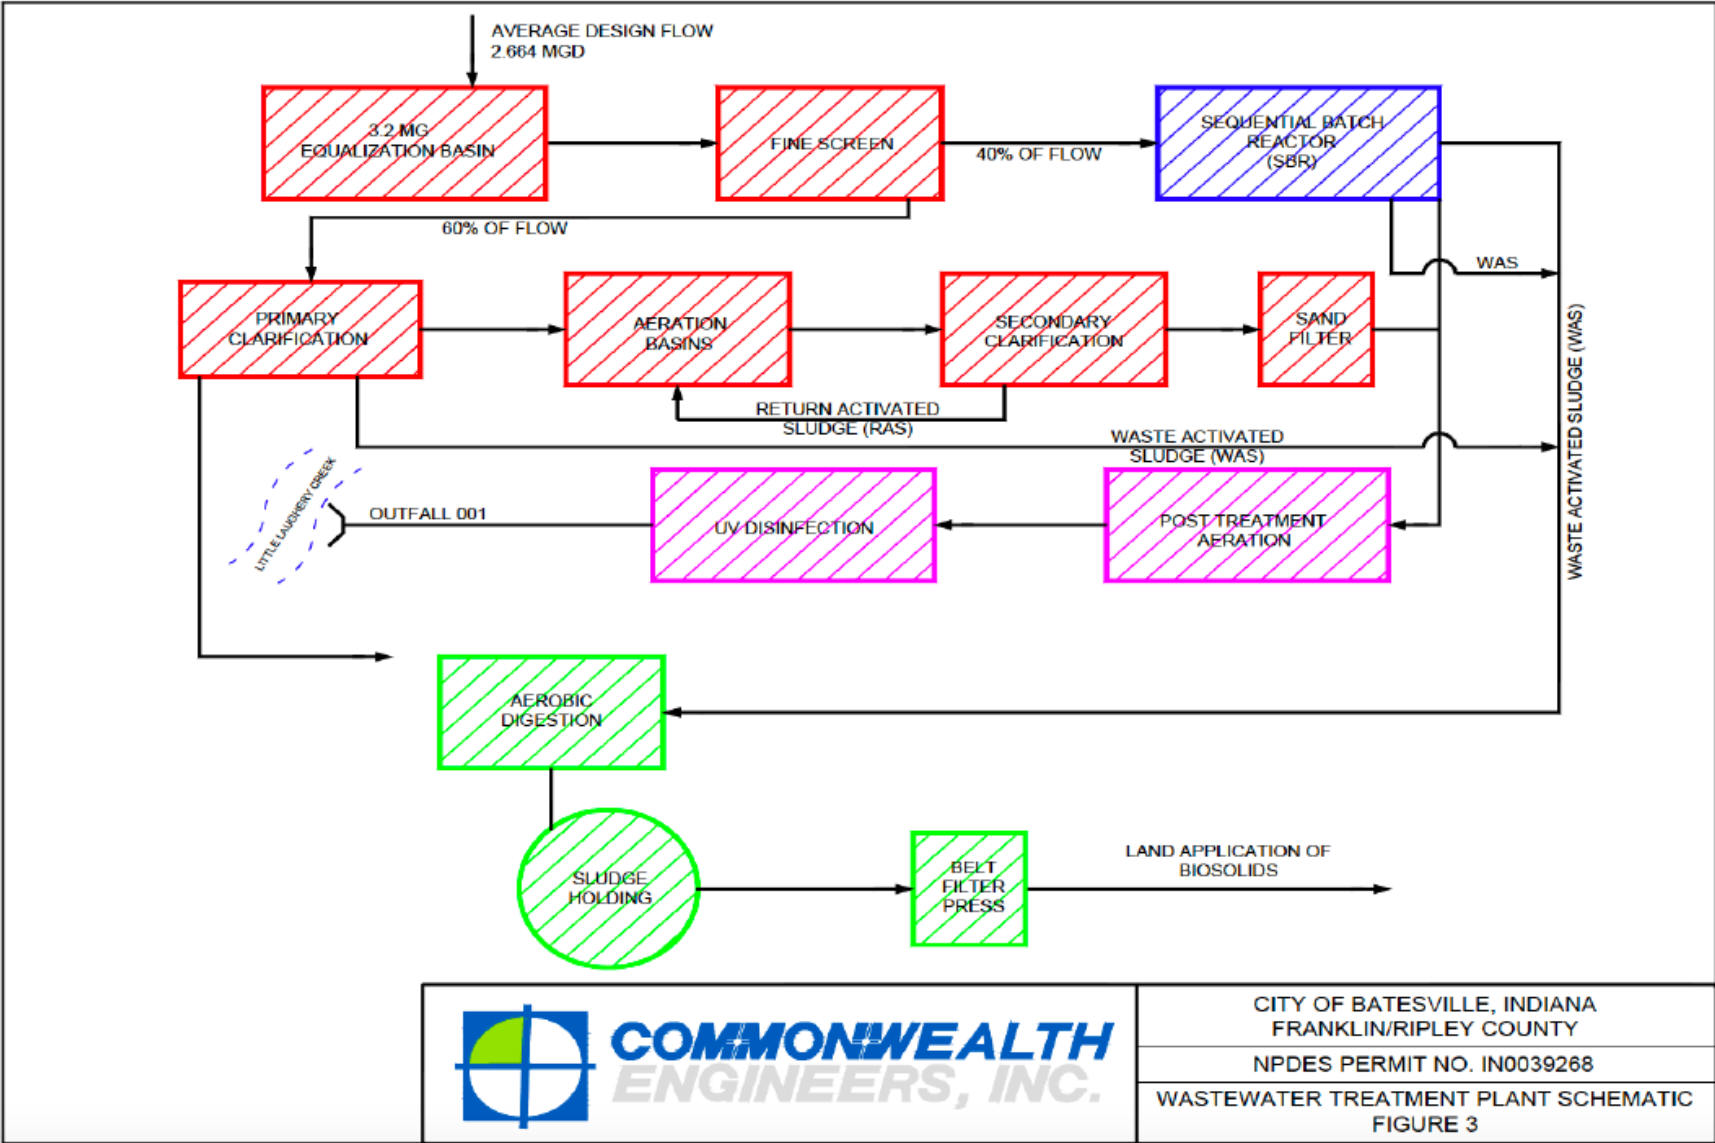 AVERAGE DESIGN FLOW
2.664 MGD
3.2 MG
EQUALIZATION BASIN
FINE SCREEN
40% OF FLOW
SEQUENTIAL BATCH
REACTOR
(SBR)
60% OF FLOW
WAS
PRIMARY
CLARIFICATION
AERATION
BASINS
SECONDARY
CLARIFICATION
SAND
FILTER
RETURN ACTIVATED
SLUDGE (RAS)
WASTE ACTIVATED
SLUDGE (WAS)
WASTE ACTIVATED SLUDGE (WAS)
LITTLE LAUGHERY CREEK
OUTFALL 001
UV DISINFECTION
POST TREATMENT
AERATION
AEROBIC
DIGESTION
SLUDGE
HOLDING
BELT
FILTER
PRESS
LAND APPLICATION OF
BIOSOLIDS
COMMONWEALTH
ENGINEERS, INC.
CITY OF BATESVILLE, INDIANA
FRANKLIN/RIPLEY COUNTY
NPDES PERMIT NO. IN0039268
WASTEWATER TREATMENT PLANT SCHEMATIC
FIGURE 3